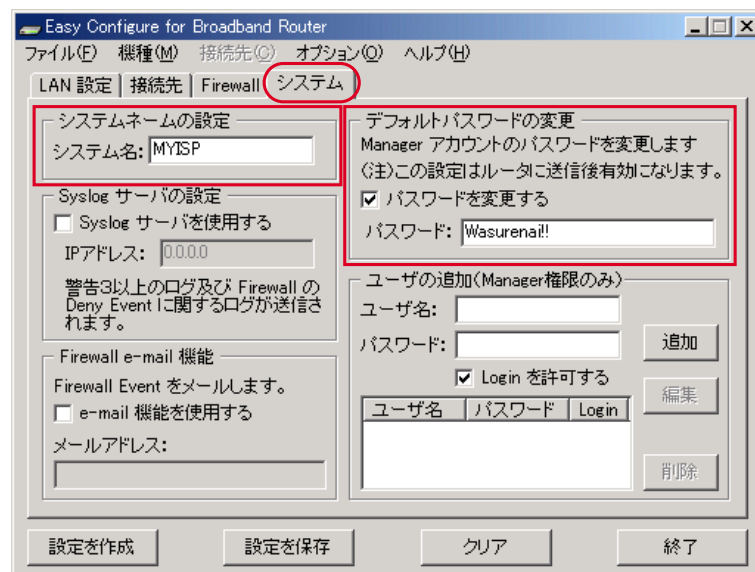 Easy Configure for Broadband Router
ファイル(F) 機種(M) 接続先(C) オプション(O) ヘルプ(H)
LAN 設定 接続先 Firewall システム
システムネームの設定
システム名: MYISP
Syslog サーバの設定
Syslog サーバを使用する
IPアドレス: 0.0.0.0
警告3以上のログ及び Firewall の
Deny Event に関するログが送信さ
れます。
Firewall e-mail 機能
Firewall Event をメールします。
e-mail 機能を使用する
メールアドレス:
デフォルトパスワードの変更
Manager アカウントのパスワードを変更します
(注)この設定はルータに送信後有効になります。
パスワードを変更する
パスワード: Wasurenai!!
ユーザの追加(Manager権限のみ)
ユーザ名:
パスワード:
追加
Login を許可する
編集
ユーザ名 パスワード Login
削除
設定を作成 設定を保存 クリア 終了